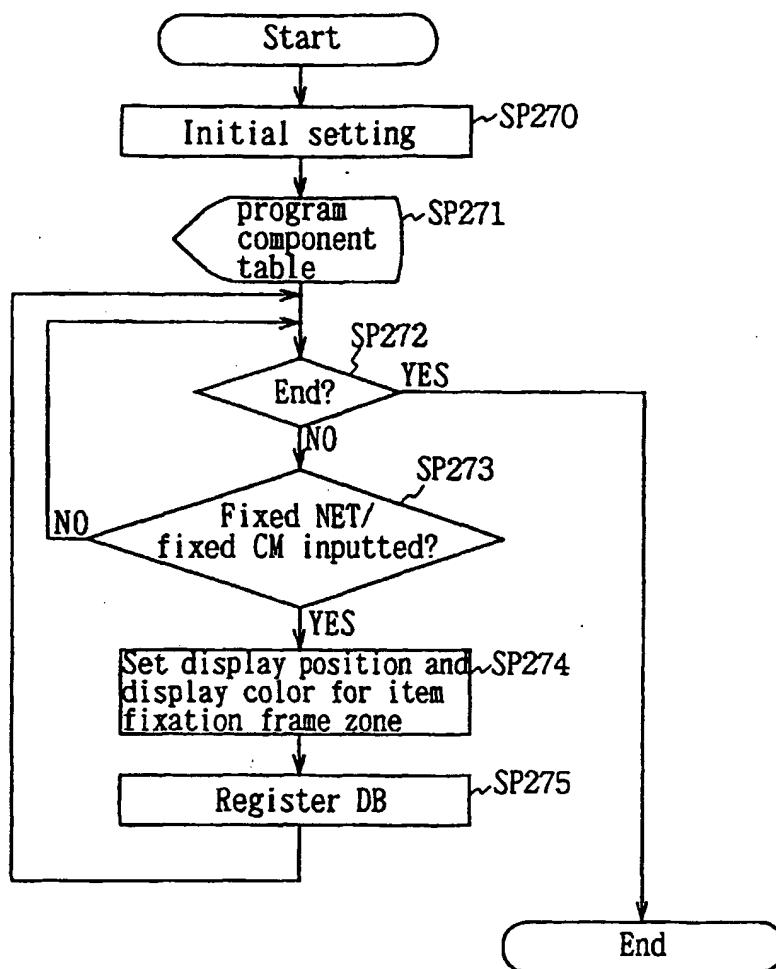 Start
Initial setting
SP270
program
component
table
SP271
SP272
End?
YES
NO
SP273
Fixed NET/
fixed CM inputted?
NO
YES
Set display position and
display color for item
fixation frame zone
SP274
Register DB
SP275
End